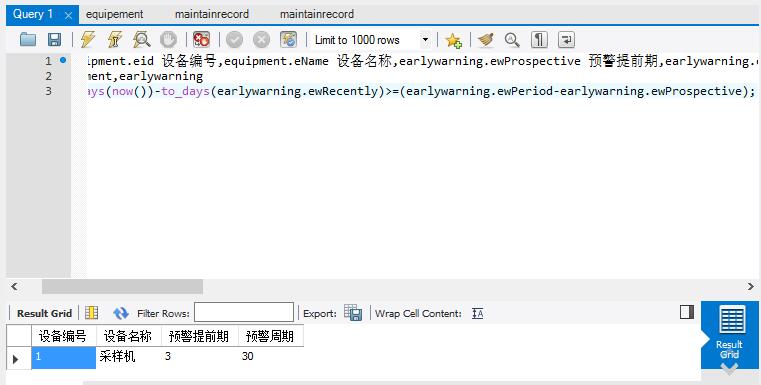 Query 1 equipement maintainrecord maintainrecord
Limit to 1000 rows
1 ipment.eid 设备编号,equipment.eName 设备名称,earlywarning.ewProspective 预警提前期,earlywarning.
2 ment,earlywarning
3 ays(now())-to_days(earlywarning.ewRecently)>=(earlywarning.ewPeriod-earlywarning.ewProspective);
Result Grid Filter Rows: Export: Wrap Cell Content:
设备编号 设备名称 预警提前期 预警周期
1 采样机 3 30
Result
Grid